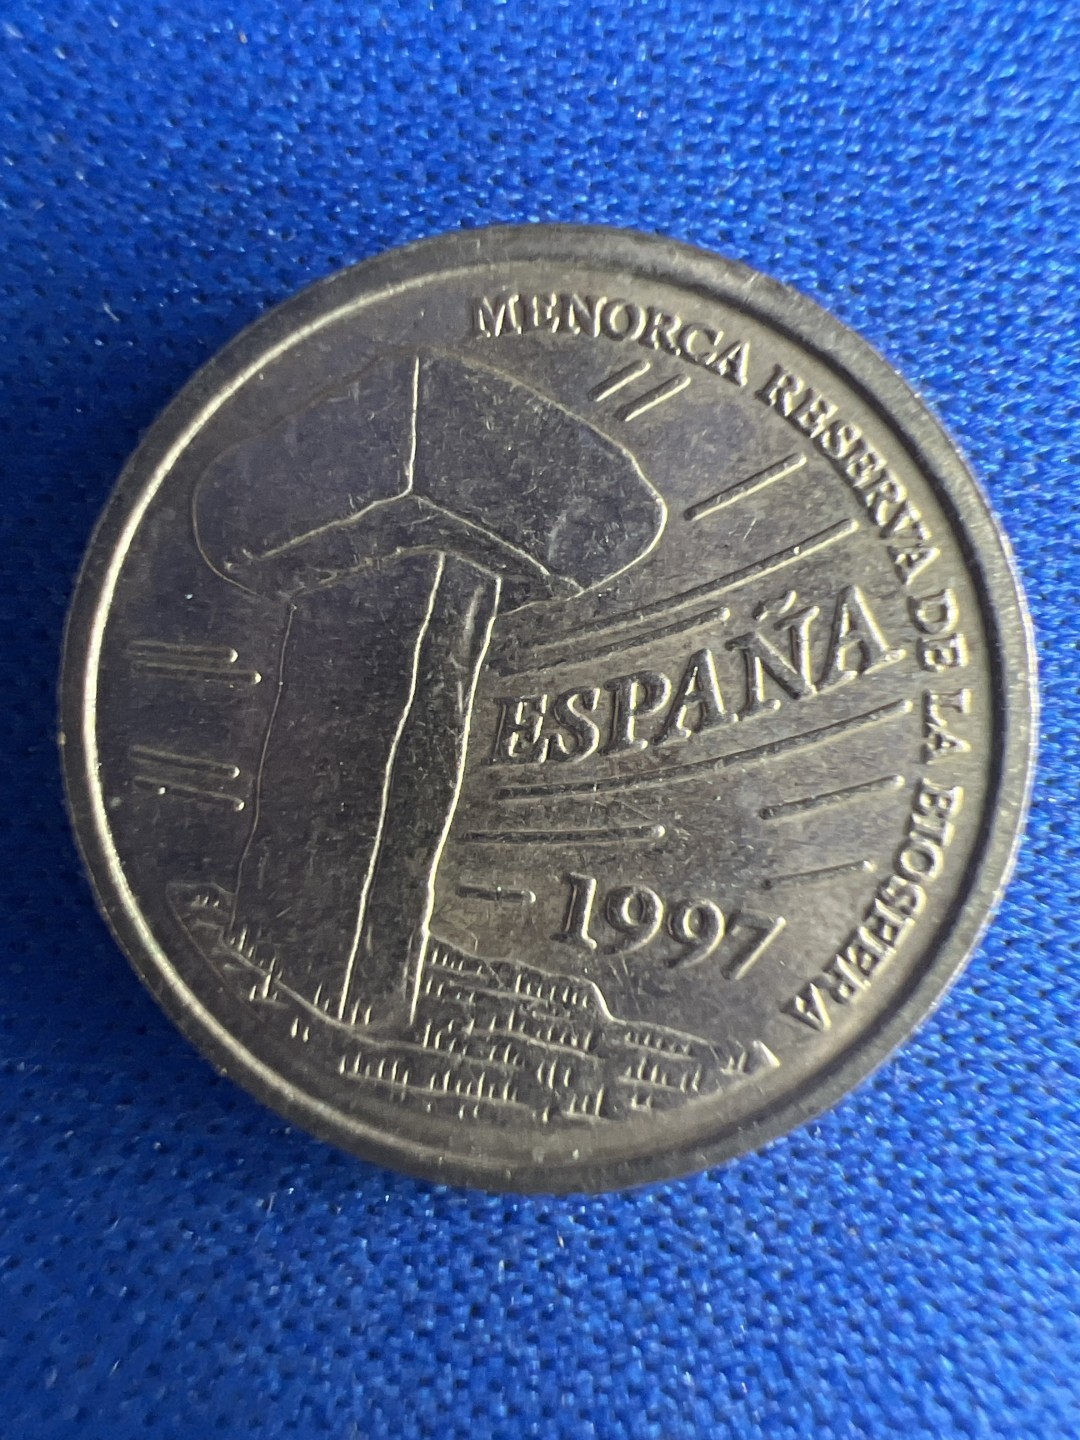 MENORCA RESERVA DE LA BIOSFERA
ESPAÑA
1997